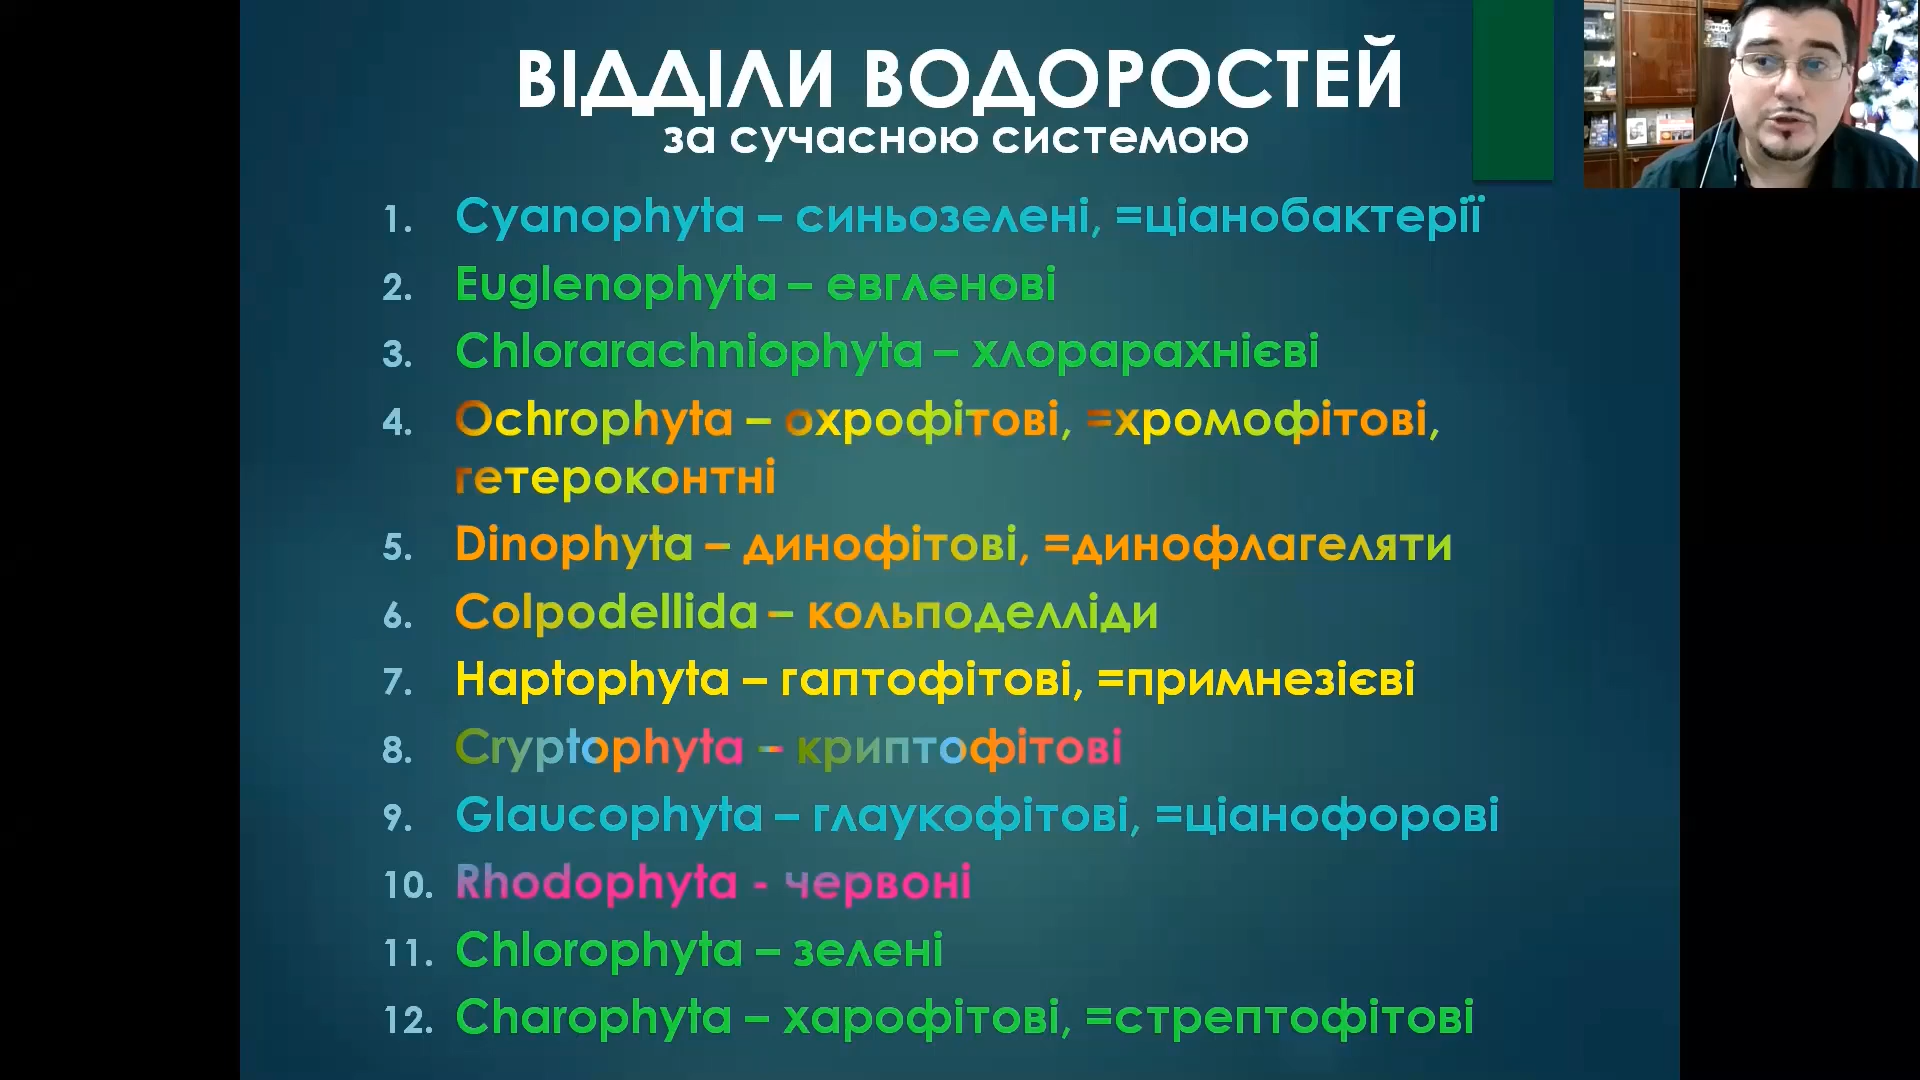 ВІДДІЛИ ВОДОРОСТЕЙ
за сучасною системою
1. Cyanophyta – синьозелені, =ціанобактерії
2. Euglenophyta – евгленові
3. Chlorarachniophyta – хлорарахнієві
4. Ochrophyta – охрофітові, =хромофітові,
гетероконтні
5. Dinophyta – динофітові, =динофлагеляти
6. Colpodellida – кольподелліди
7. Haptophyta – гаптофітові, =примнезієві
8. Cryptophyta – криптофітові
9. Glaucophyta – глаукофітові, =ціанофорові
10. Rhodophyta - червоні
11. Chlorophyta – зелені
12. Charophyta – харофітові, =стрептофітові